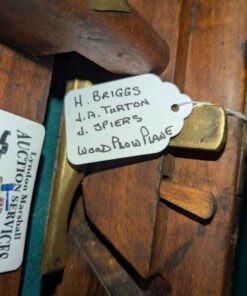 H. BRIGGS
J.A. TURTON
J. SPIERS
WOOD PLOW PLANE
Lyndon Marshall
AUCTION SERVICES